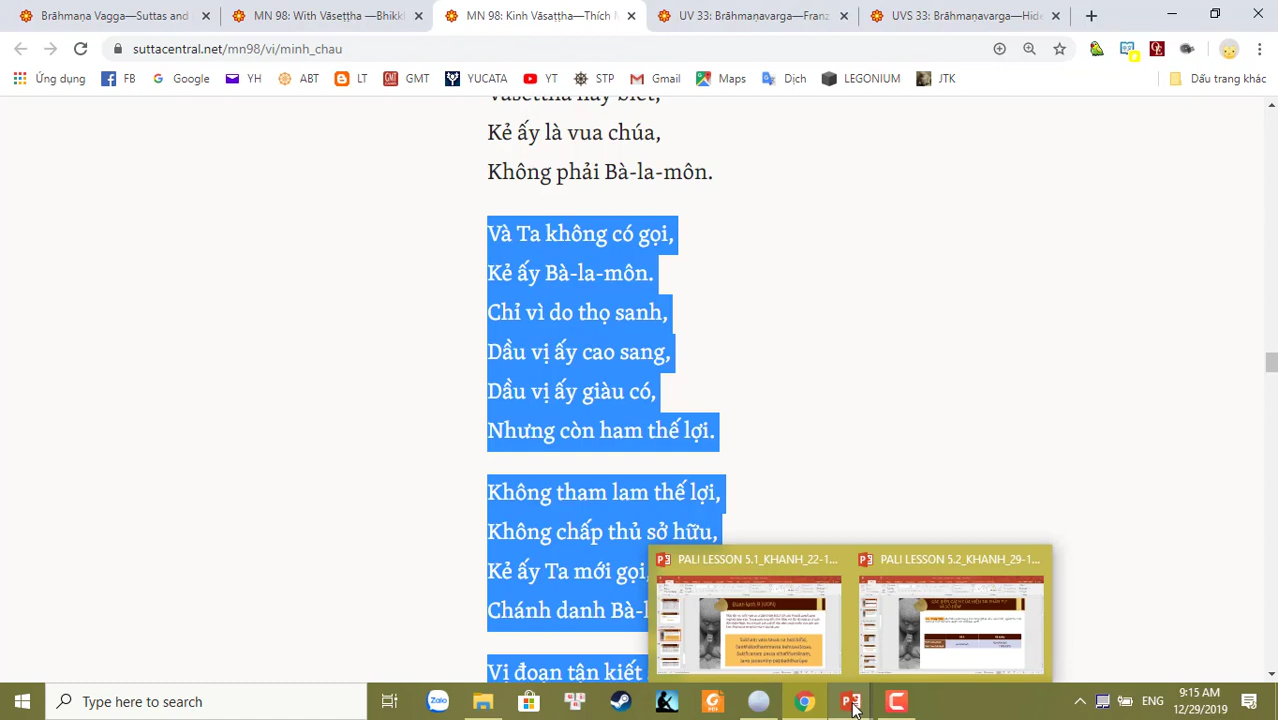 Brāhmaṇa Vagga—Suttas and
MN 98: With Vāseṭṭha —Bhikkh
MN 98: Kinh Vāsaṭṭha—Thích M
UV 33: Brāhmaṇavarga—Franz
UVS 33: Brāhmaṇavarga—Hide
suttacentral.net/mn98/vi/minh_chau
Ứng dụng
FB
Google
YH
ABT
LT
GMT
YUCATA
YT
STP
Gmail
Maps
Dịch
LEGONIUM
JTK
Dấu trang khác
Kẻ ấy là vua chúa,
Không phải Bà-la-môn.
Và Ta không có gọi,
Kẻ ấy Bà-la-môn.
Chỉ vì do thọ sanh,
Dầu vị ấy cao sang,
Dầu vị ấy giàu có,
Nhưng còn ham thế lợi.
Không tham lam thế lợi,
Không chấp thủ sở hữu,
Kẻ ấy Ta mới gọi,
Chánh danh Bà-l
Vị đoạn tận kiết
PALI LESSON 5.1_KHANH_22-1...
PALI LESSON 5.2_KHANH_29-1...
Type here to search
Zalo
ENG
9:15 AM
12/29/2019